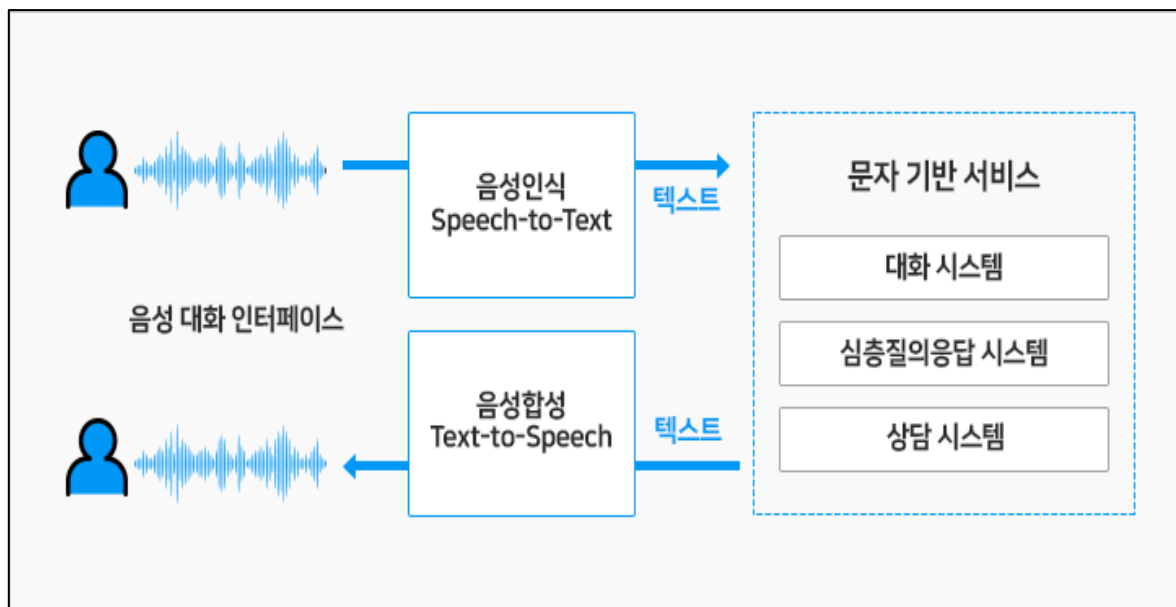 음성인식
Speech-to-Text
텍스트
문자 기반 서비스
대화 시스템
심층질의응답 시스템
상담 시스템
음성 대화 인터페이스
음성합성
Text-to-Speech
텍스트